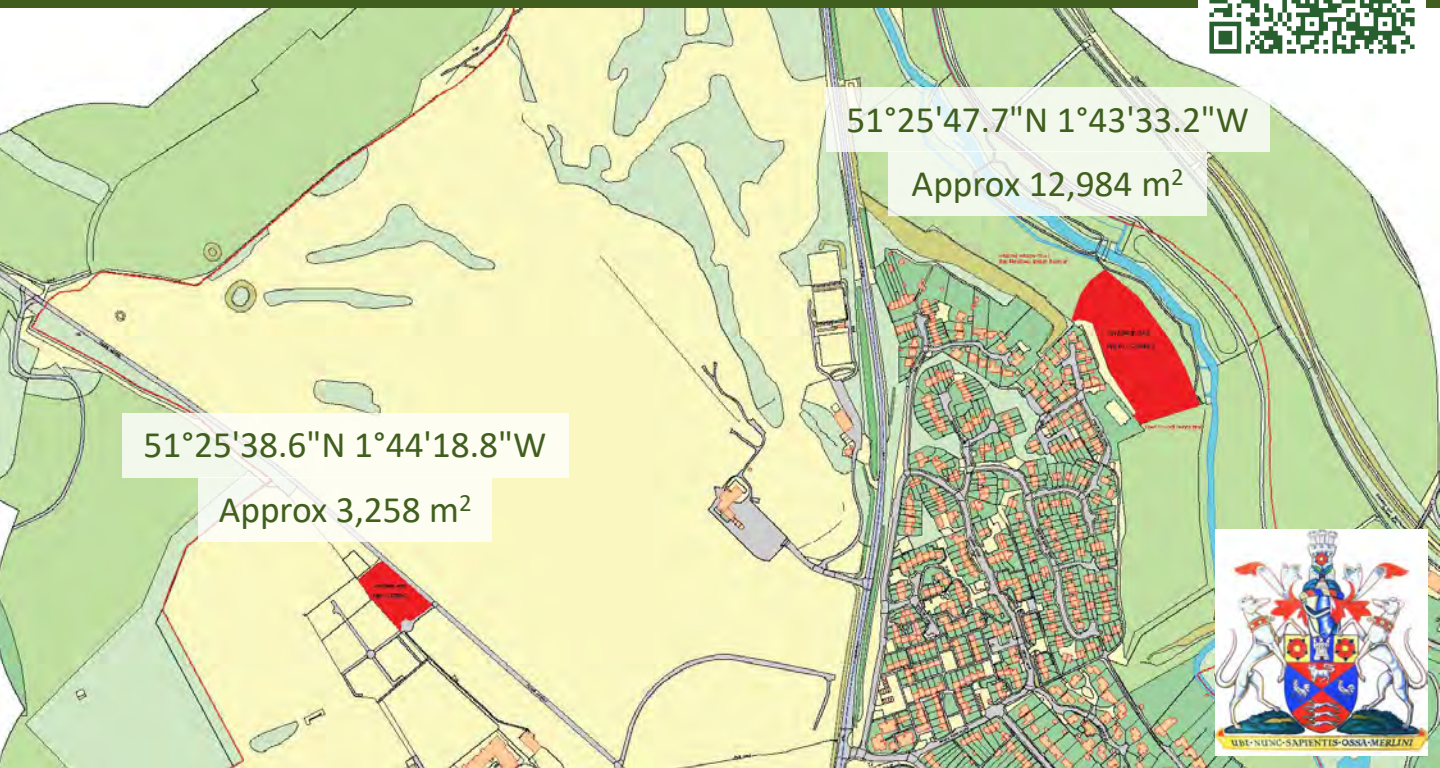 51°25'47.7"N 1°43'33.2"W
Approx 12,984 m²
51°25'38.6"N 1°44'18.8"W
Approx 3,258 m²
UBI·NUNC·SAPIENTIS·OSSA·MERLINI